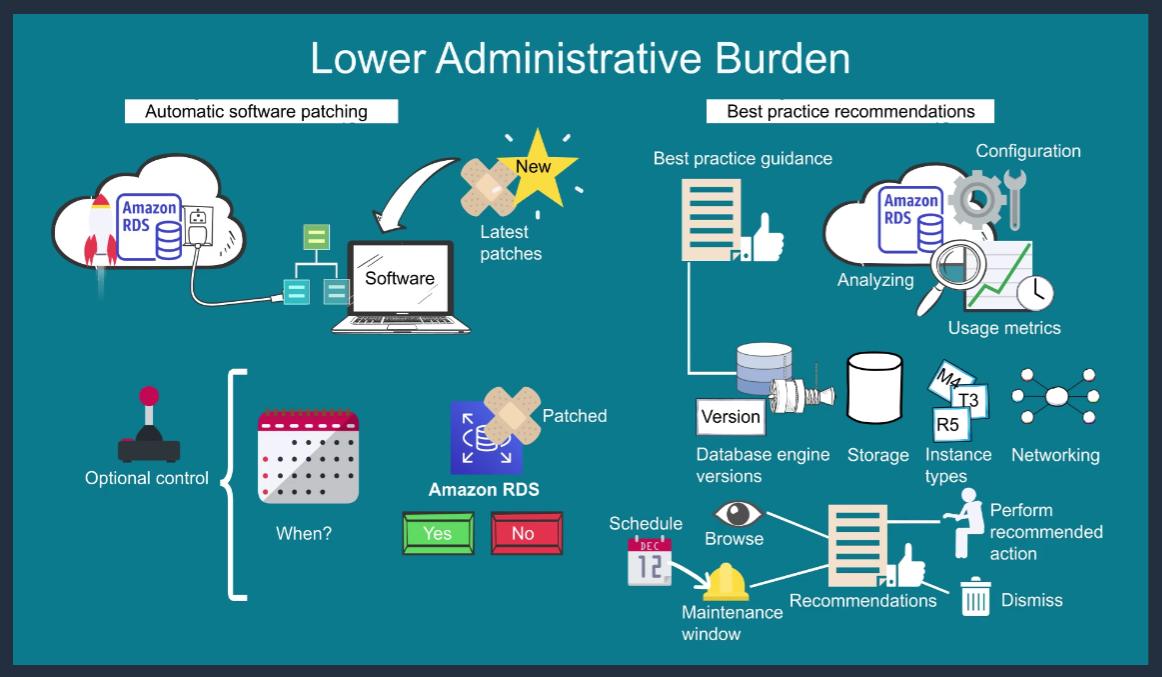 Lower Administrative Burden
Automatic software patching
Amazon
RDS
New
Latest
patches
Software
Optional control
When?
Patched
Amazon RDS
Yes
No
Best practice recommendations
Best practice guidance
Configuration
Amazon
RDS
Analyzing
Usage metrics
Version
Database engine
versions
Storage
M4
T3
R5
Instance
types
Networking
Schedule
DEC
12
Browse
Maintenance
window
Recommendations
Perform
recommended
action
Dismiss